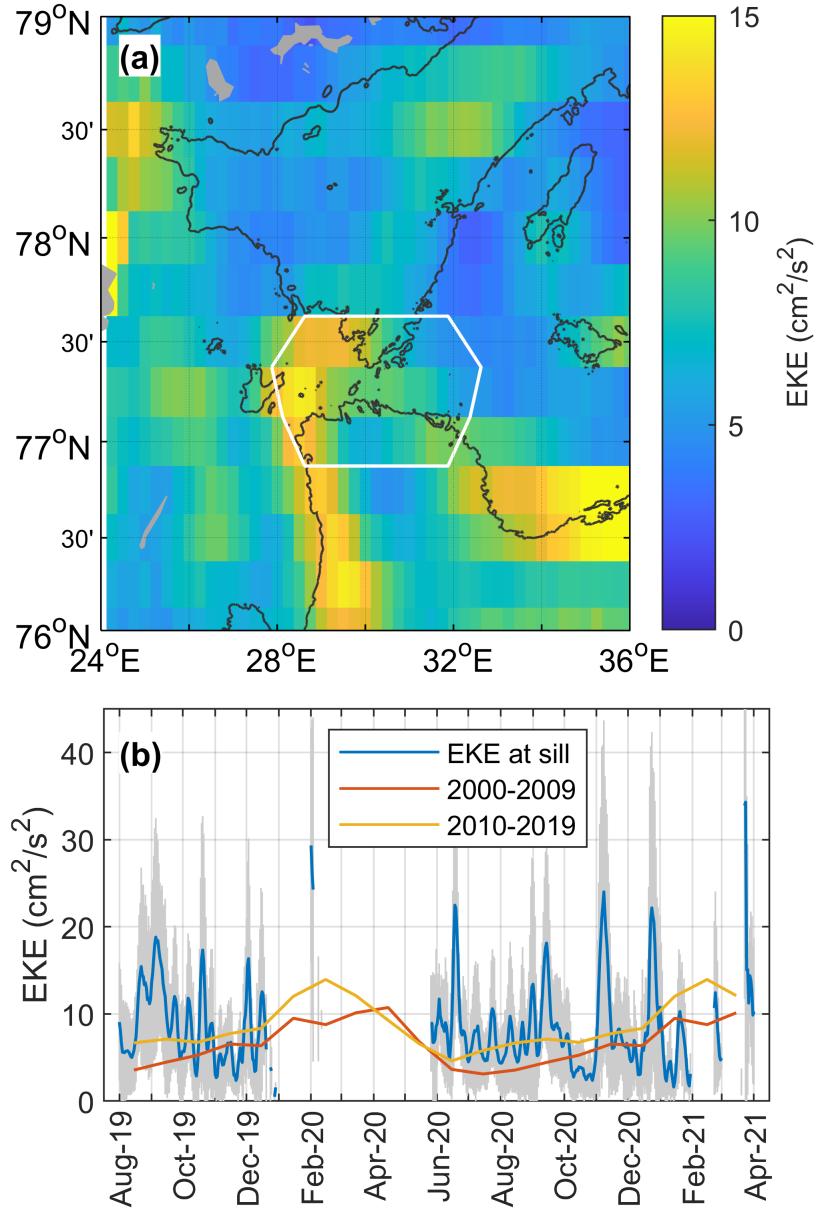 79°N
(a)
30'
78°N
30'
77°N
30'
76°N
24°E
28°E
32°E
36°E
15
10
5
0
EKE (cm²/s²)
(b)
EKE at sill
2000-2009
2010-2019
40
30
20
10
0
EKE (cm²/s²)
Aug-19
Oct-19
Dec-19
Feb-20
Apr-20
Jun-20
Aug-20
Oct-20
Dec-20
Feb-21
Apr-21